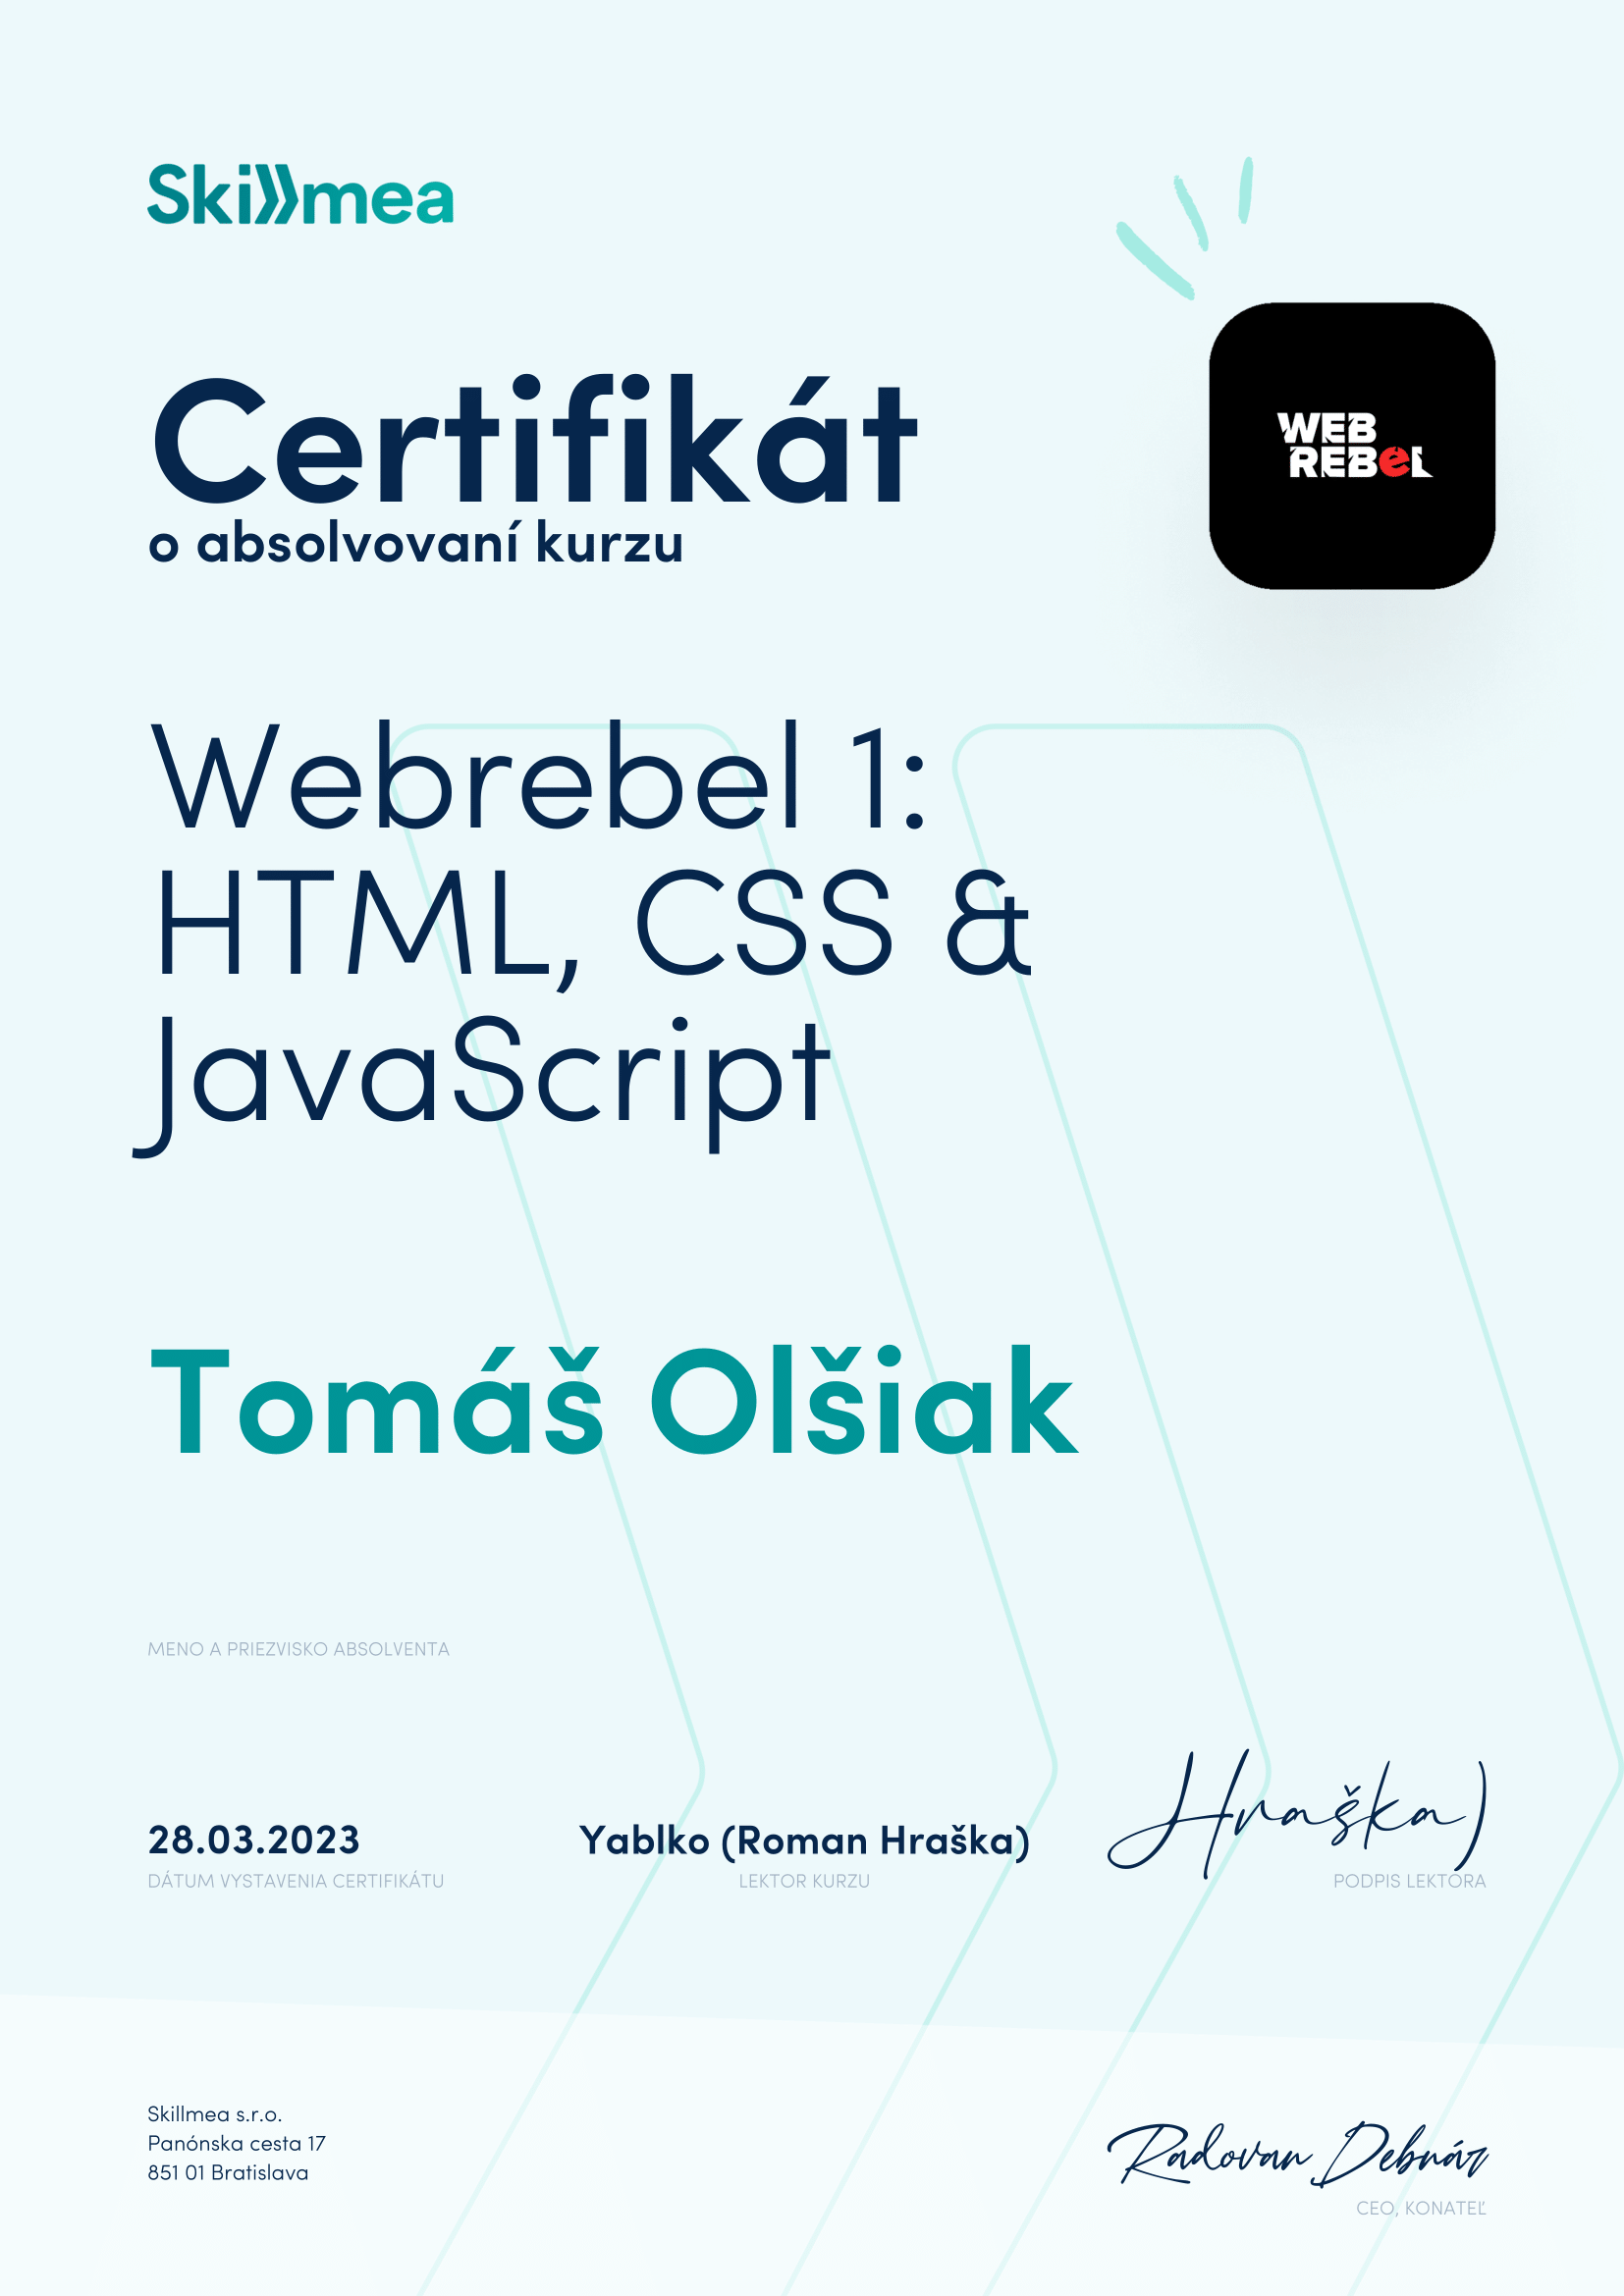 Skillmea
WEB
REBEL
Certifikát
o absolvovaní kurzu
Webrebel 1:
HTML, CSS &
JavaScript
Tomáš Olšiak
MENO A PRIEZVISKO ABSOLVENTA
28.03.2023
DÁTUM VYSTAVENIA CERTIFIKÁTU
Yablko (Roman Hraška)
LEKTOR KURZU
Hraška)
PODPIS LEKTORA
Skillmea s.r.o.
Panónska cesta 17
851 01 Bratislava
Radovan Debnár
CEO, KONATEĽ